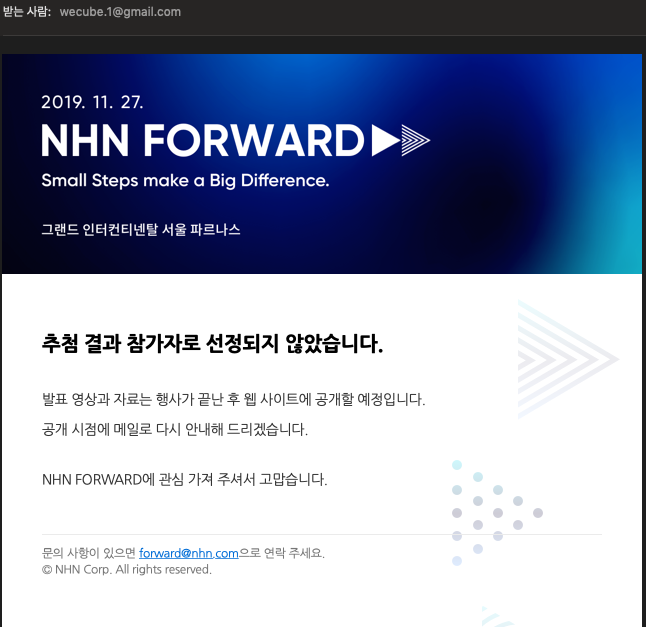 받는 사람: wecube.1@gmail.com
2019. 11. 27.
NHN FORWARD
Small Steps make a Big Difference.
그랜드 인터컨티넨탈 서울 파르나스
추첨 결과 참가자로 선정되지 않았습니다.
발표 영상과 자료는 행사가 끝난 후 웹 사이트에 공개할 예정입니다.
공개 시점에 메일로 다시 안내해 드리겠습니다.
NHN FORWARD에 관심 가져 주셔서 고맙습니다.
문의 사항이 있으면 forward@nhn.com으로 연락 주세요.
© NHN Corp. All rights reserved.